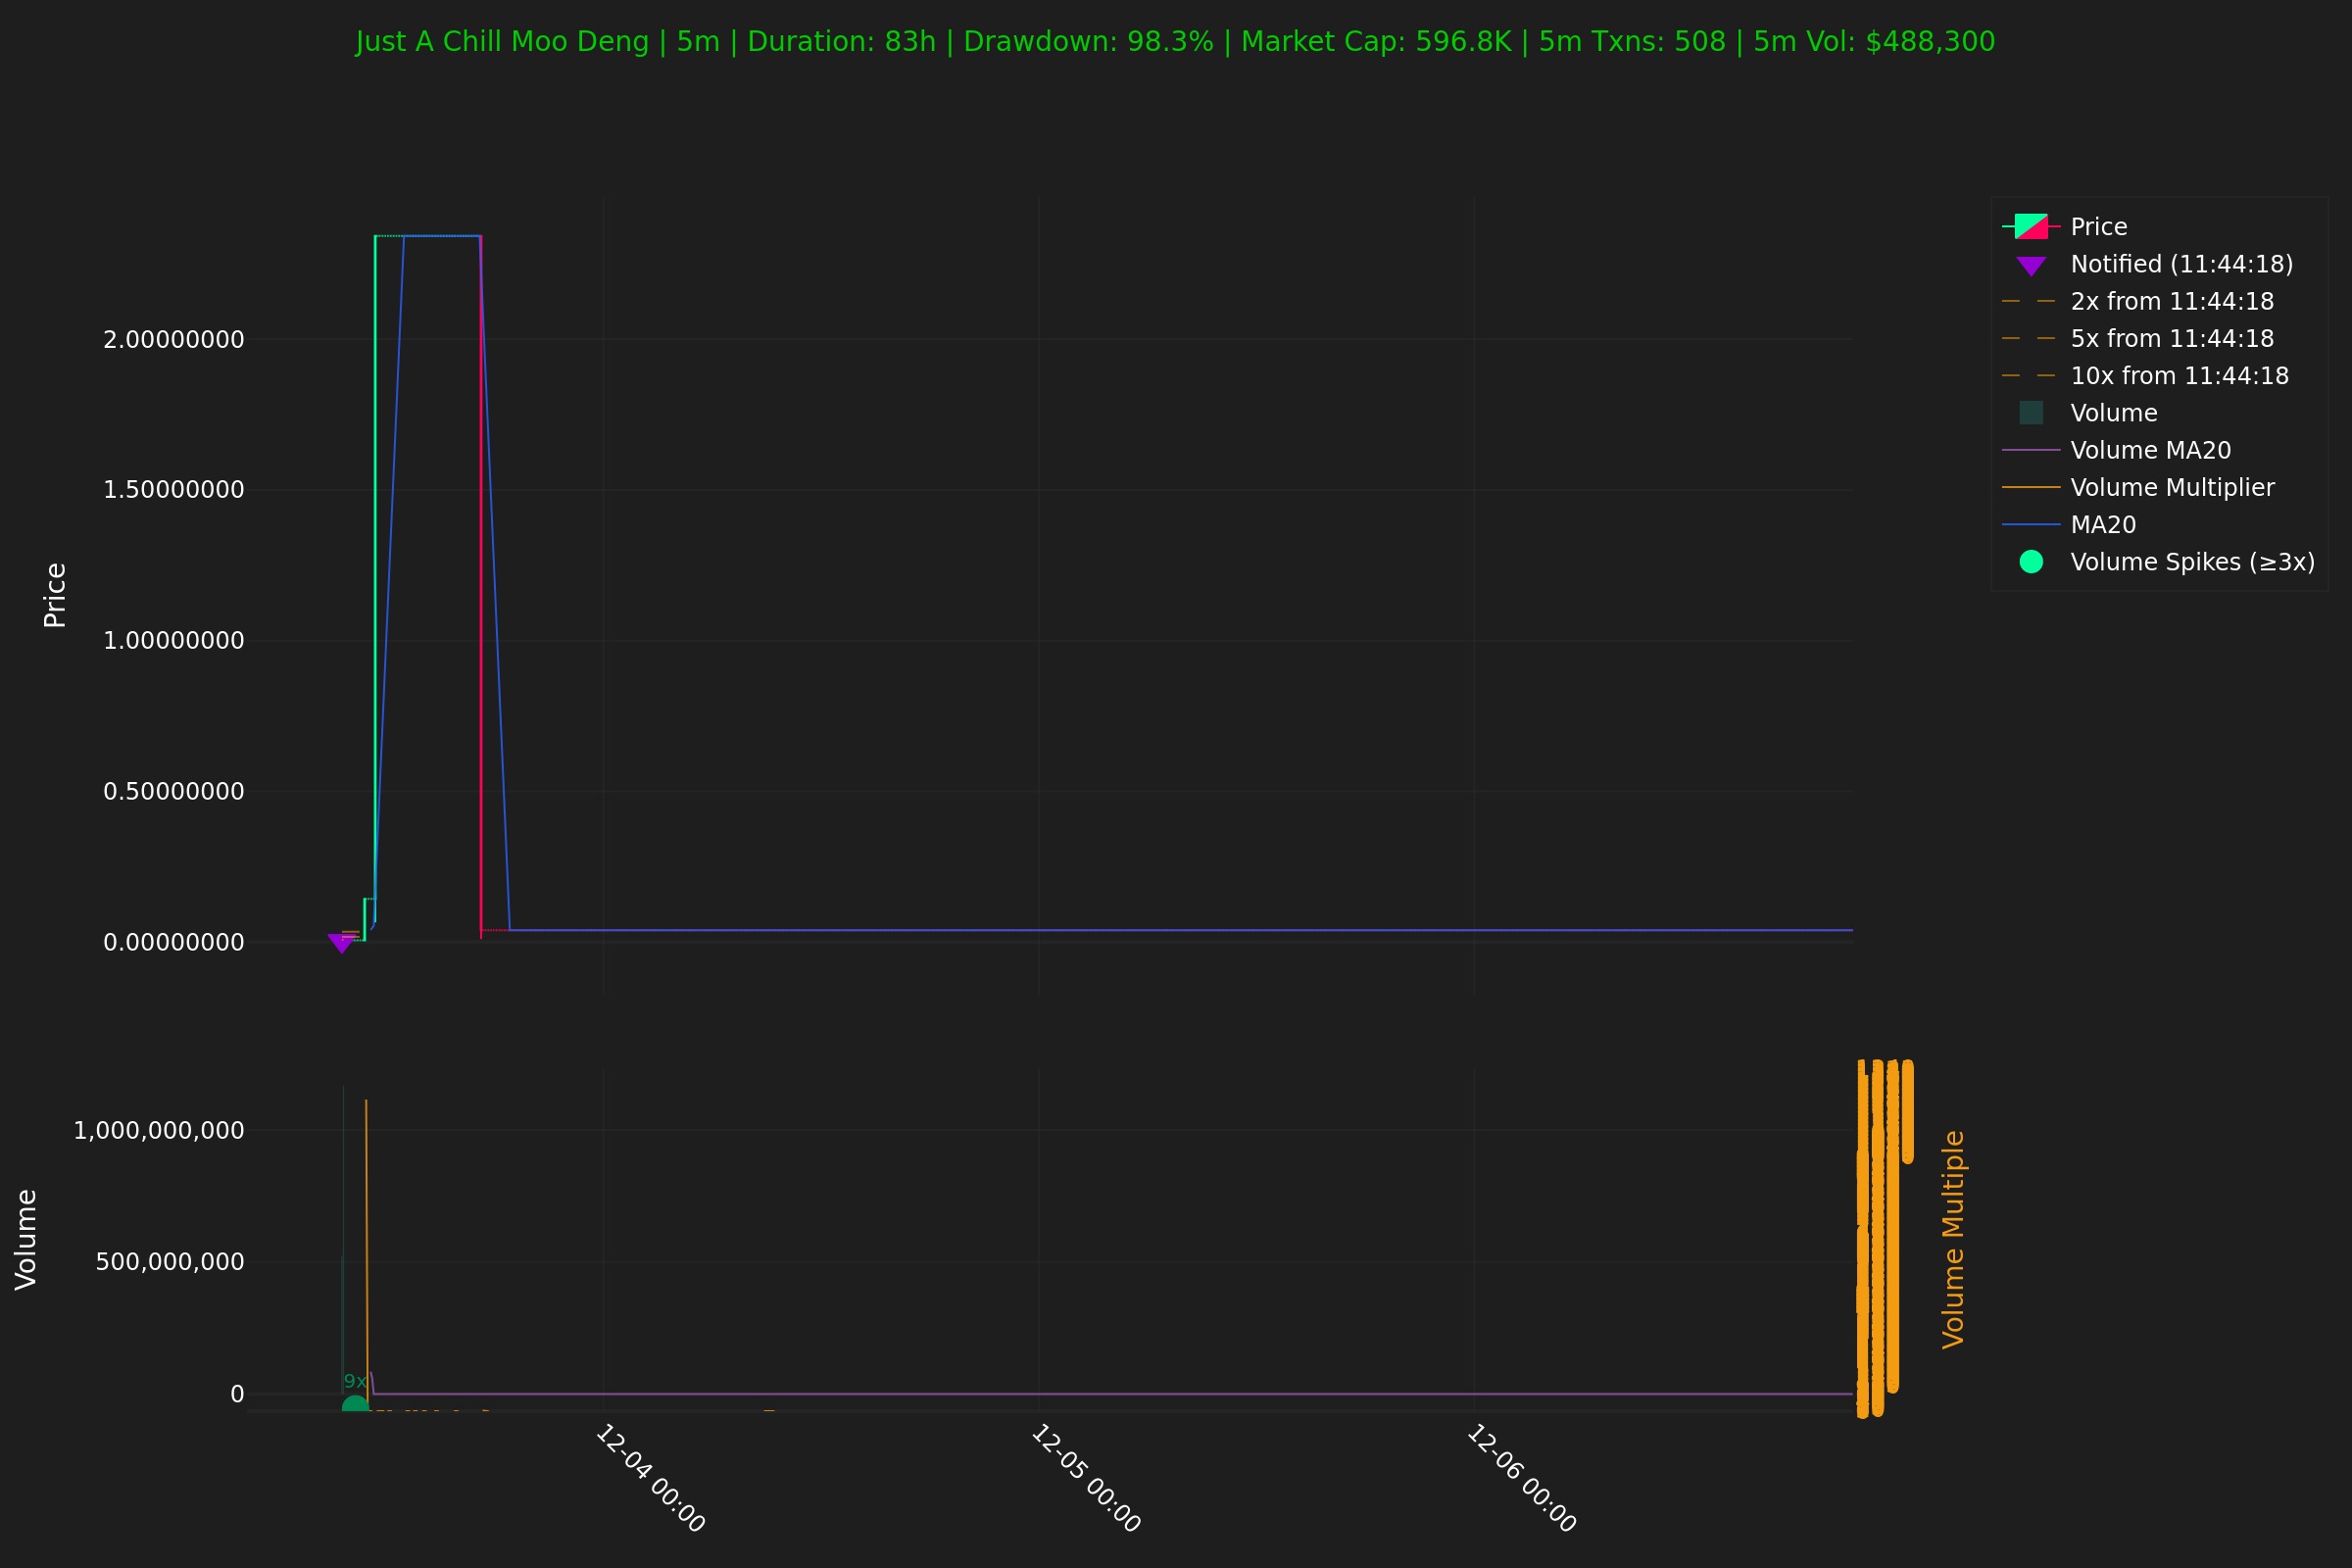 Just A Chill Moo Deng | 5m | Duration: 83h | Drawdown: 98.3% | Market Cap: 596.8K | 5m Txns: 508 | 5m Vol: $488,300
Price
2.00000000
1.50000000
1.00000000
0.50000000
0.00000000
Price
Notified (11:44:18)
2x from 11:44:18
5x from 11:44:18
10x from 11:44:18
Volume
Volume MA20
Volume Multiplier
MA20
Volume Spikes (≥3x)
Volume
1,000,000,000
500,000,000
0
9x
Volume Multiple
12-04 00:00
12-05 00:00
12-06 00:00